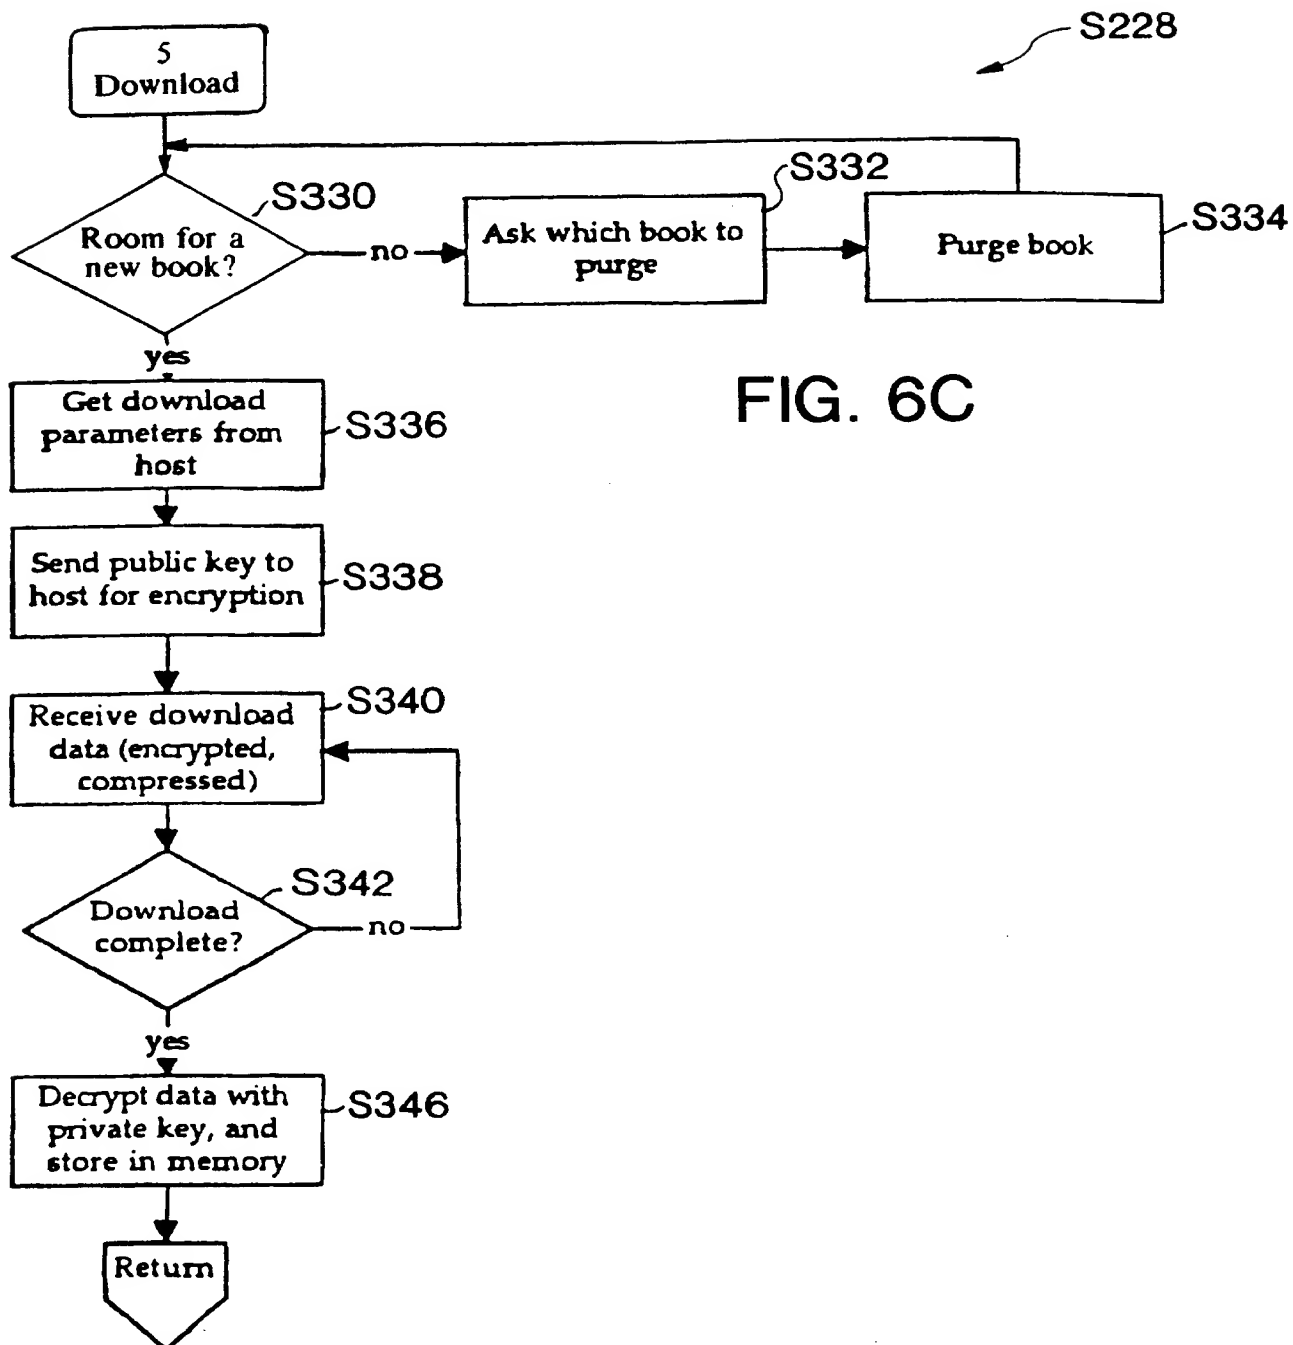 5
Download
S228
Room for a
new book?
S330
no
Ask which book to
purge
S332
Purge book
S334
yes
Get download
parameters from
host
S336
FIG. 6C
Send public key to
host for encryption
S338
Receive download
data (encrypted,
compressed)
S340
Download
complete?
S342
no
yes
Decrypt data with
private key, and
store in memory
S346
Return